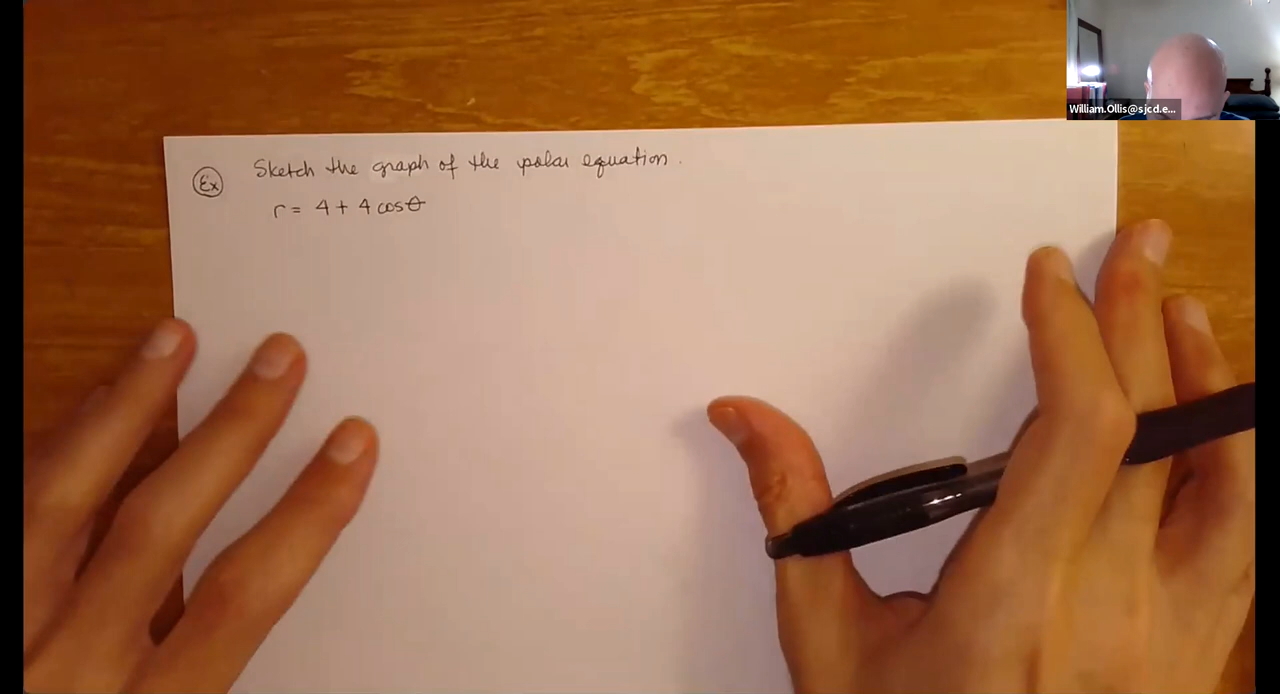 William.Ollis@sjcd.e...
Ex Sketch the graph of the polar equation.
r = 4 + 4 cosθ